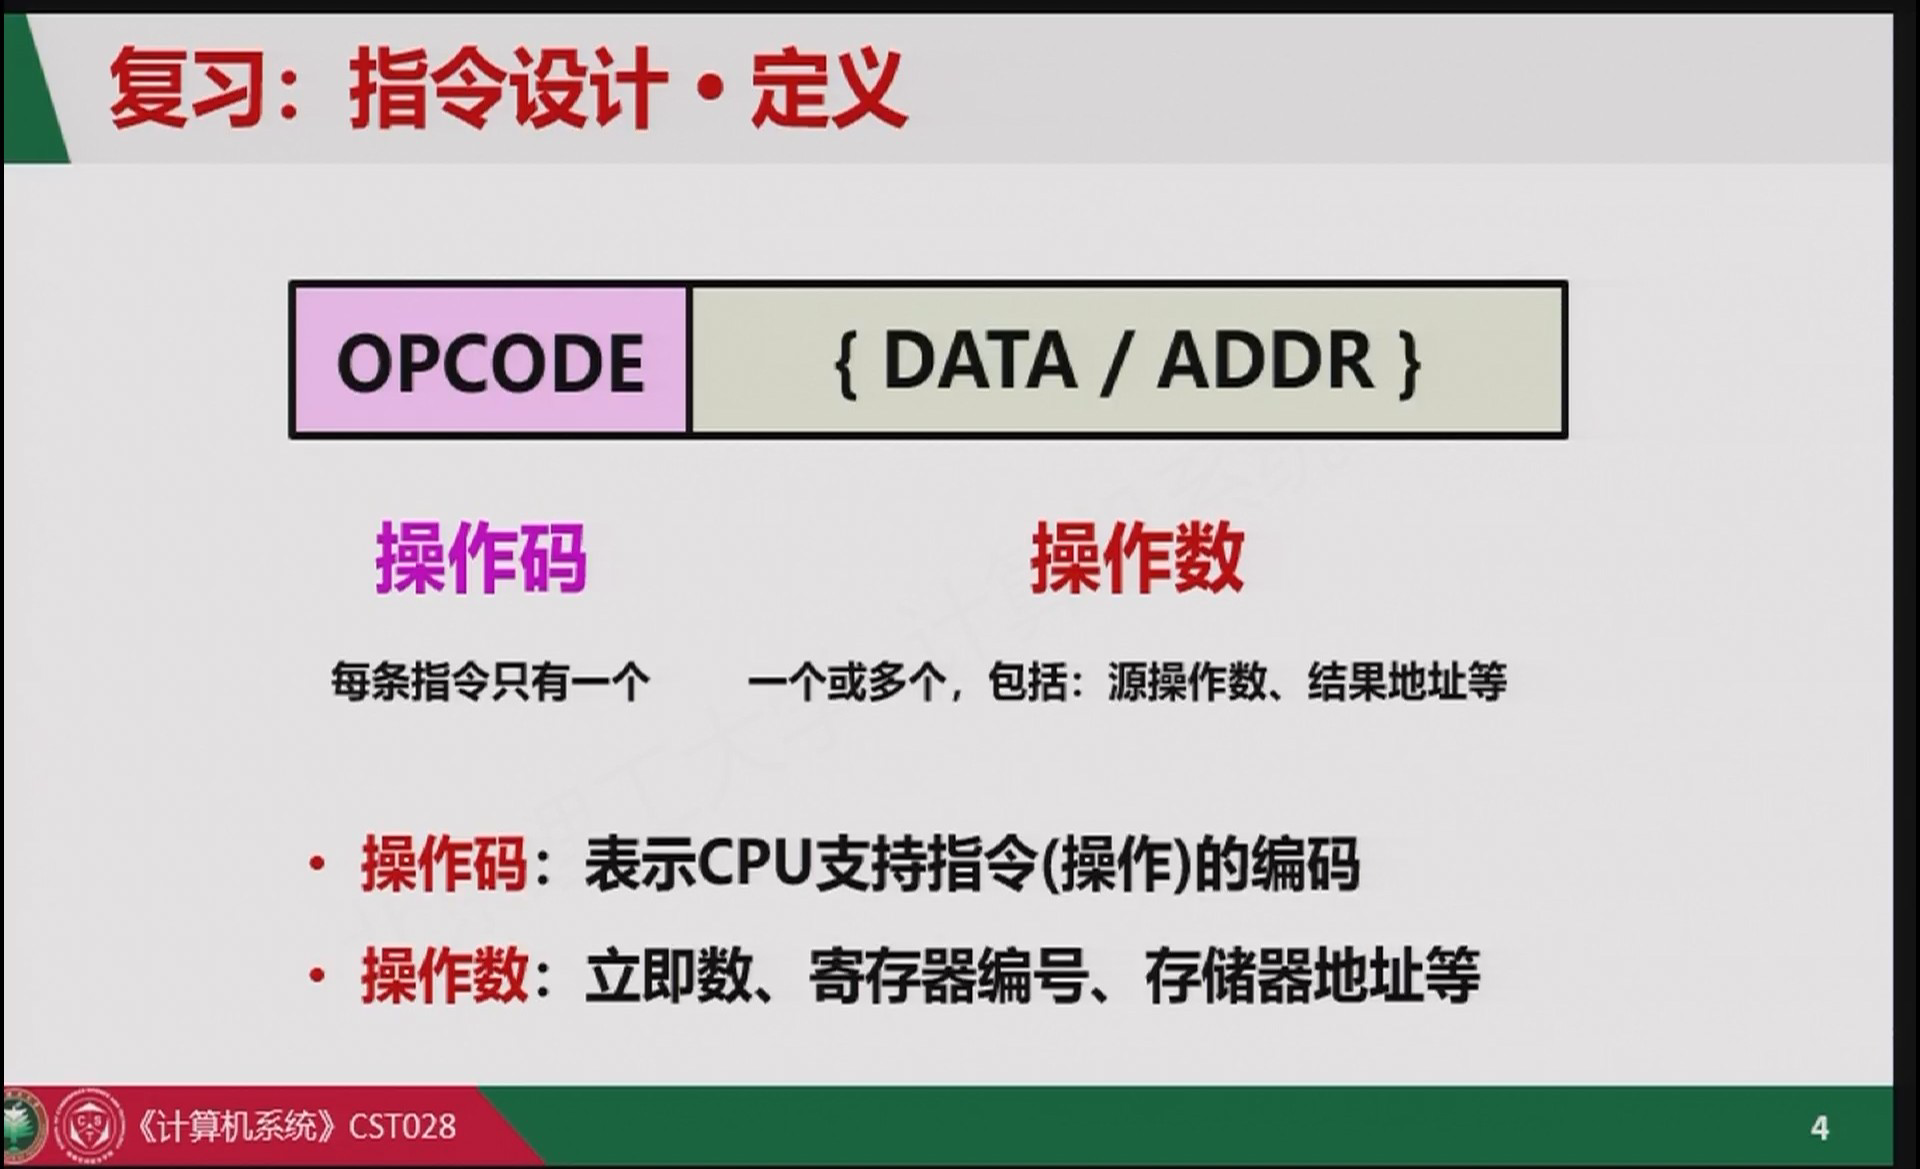 复习：指令设计·定义
OPCODE
{ DATA / ADDR }
操作码
操作数
每条指令只有一个
一个或多个，包括：源操作数、结果地址等
• 操作码：表示CPU支持指令(操作)的编码
• 操作数：立即数、寄存器编号、存储器地址等
《计算机系统》CST028
4